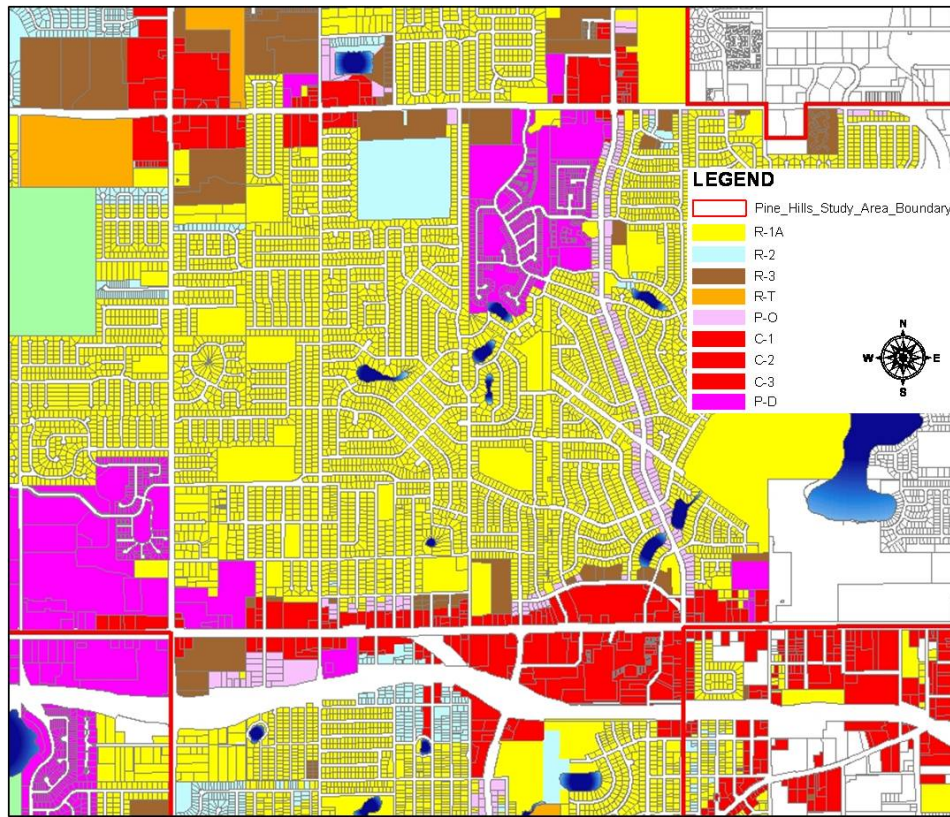 LEGEND
Pine_Hills_Study_Area_Boundary
R-1A
R-2
R-3
R-T
P-O
C-1
C-2
C-3
P-D
N
W
E
S